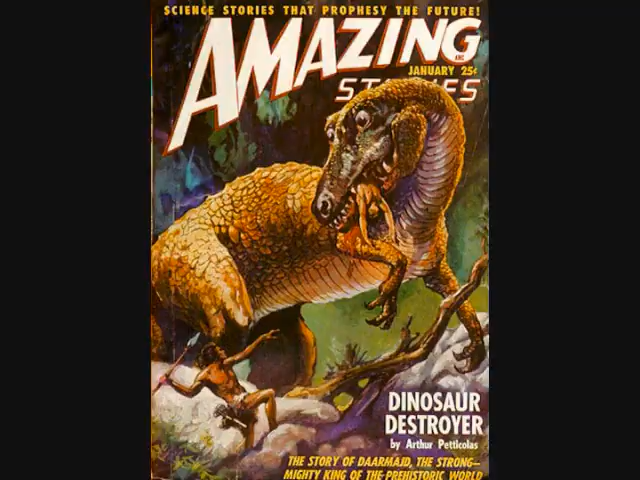 SCIENCE STORIES THAT PROPHESY THE FUTURE!
AMAZING
JANUARY 25¢
DINOSAUR
DESTROYER
by Arthur Petticolas
THE STORY OF DAARMAJD, THE STRONG—
MIGHTY KING OF THE PREHISTORIC WORLD